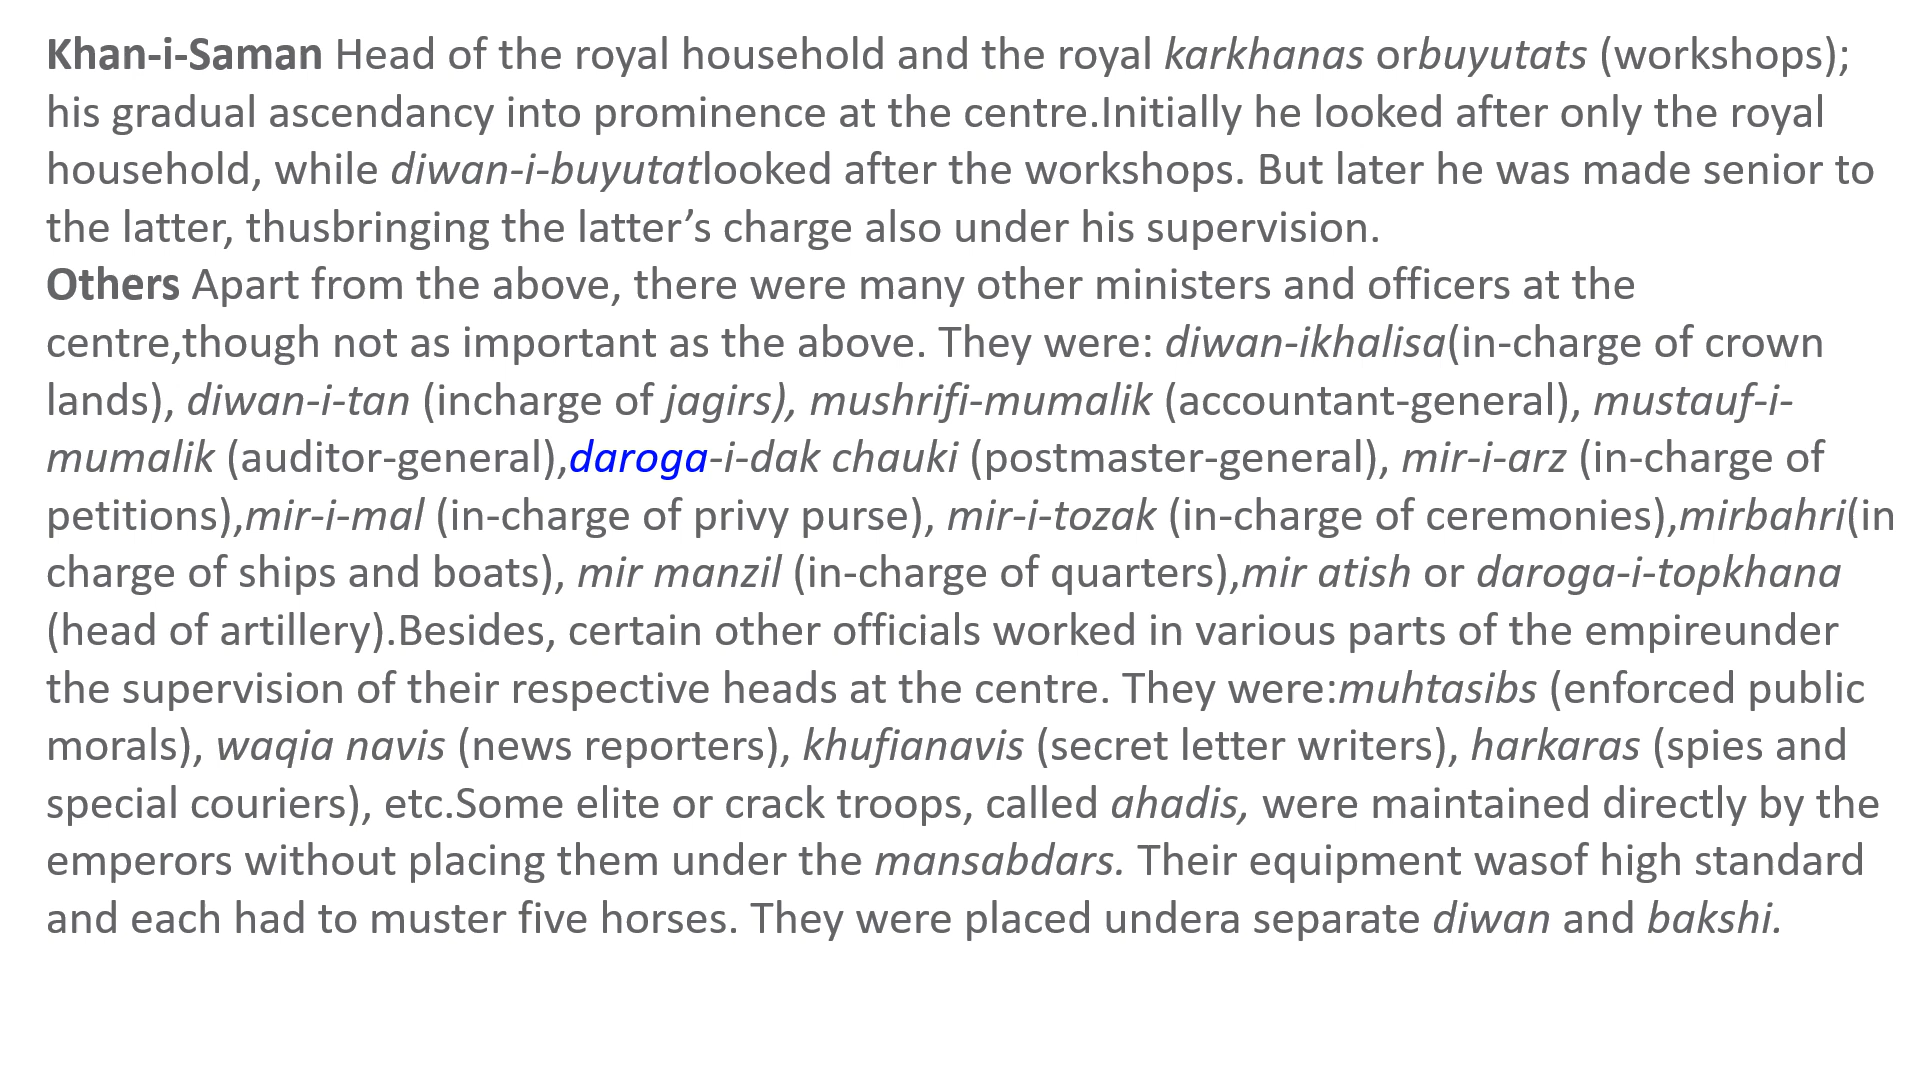 Khan-i-Saman Head of the royal household and the royal karkhanas orbuyutats (workshops);
his gradual ascendancy into prominence at the centre.Initially he looked after only the royal
household, while diwan-i-buyutatlooked after the workshops. But later he was made senior to
the latter, thusbringing the latter’s charge also under his supervision.
Others Apart from the above, there were many other ministers and officers at the
centre,though not as important as the above. They were: diwan-ikhalisa(in-charge of crown
lands), diwan-i-tan (incharge of jagirs), mushrifi-mumalik (accountant-general), mustauf-i-
mumalik (auditor-general),daroga-i-dak chauki (postmaster-general), mir-i-arz (in-charge of
petitions),mir-i-mal (in-charge of privy purse), mir-i-tozak (in-charge of ceremonies),mirbahri(in
charge of ships and boats), mir manzil (in-charge of quarters),mir atish or daroga-i-topkhana
(head of artillery).Besides, certain other officials worked in various parts of the empireunder
the supervision of their respective heads at the centre. They were:muhtasibs (enforced public
morals), waqia navis (news reporters), khufianavis (secret letter writers), harkaras (spies and
special couriers), etc.Some elite or crack troops, called ahadis, were maintained directly by the
emperors without placing them under the mansabdars. Their equipment wasof high standard
and each had to muster five horses. They were placed undera separate diwan and bakshi.